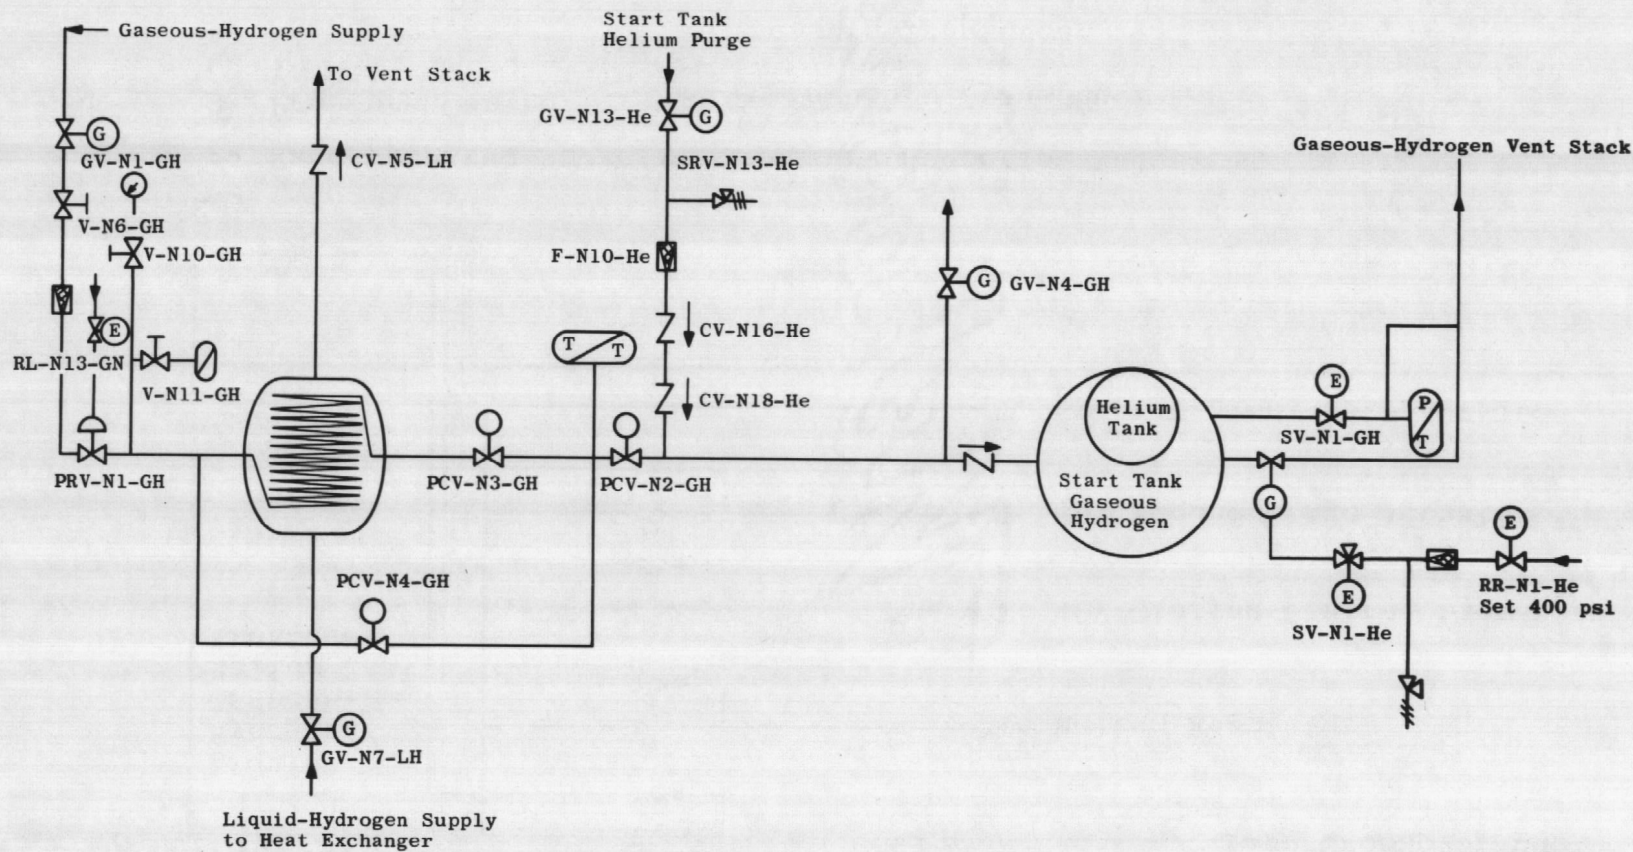 Gaseous-Hydrogen Supply
G
GV-N1-GH
V-N6-GH
V-N10-GH
E
RL-N13-GN
V-N11-GH
PRV-N1-GH
To Vent Stack
CV-N5-LH
Start Tank
Helium Purge
GV-N13-He
G
SRV-N13-He
F-N10-He
CV-N16-He
T
T
CV-N18-He
PCV-N3-GH
PCV-N2-GH
PCV-N4-GH
G
GV-N7-LH
Liquid-Hydrogen Supply
to Heat Exchanger
G
GV-N4-GH
Helium
Tank
Start Tank
Gaseous
Hydrogen
Gaseous-Hydrogen Vent Stack
E
SV-N1-GH
P
T
G
E
SV-N1-He
E
RR-N1-He
Set 400 psi